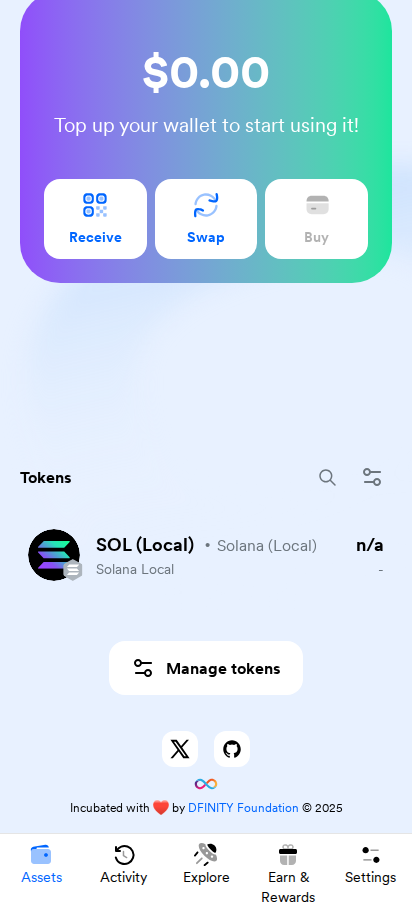 $0.00
Top up your wallet to start using it!
Receive Swap Buy
Tokens
SOL (Local) • Solana (Local) n/a
Solana Local -
Manage tokens
Incubated with ❤️ by DFINITY Foundation © 2025
Assets Activity Explore Earn & Rewards Settings